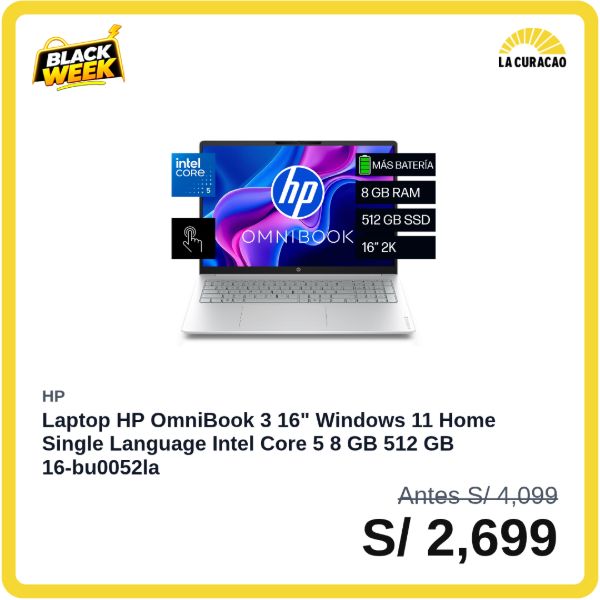 BLACK
WEEK
LA CURACAO
intel
CORE
5
hp
OMNIBOOK
MÁS BATERÍA
8 GB RAM
512 GB SSD
16" 2K
HP
Laptop HP OmniBook 3 16" Windows 11 Home
Single Language Intel Core 5 8 GB 512 GB
16-bu0052la
Antes S/ 4,099
S/ 2,699